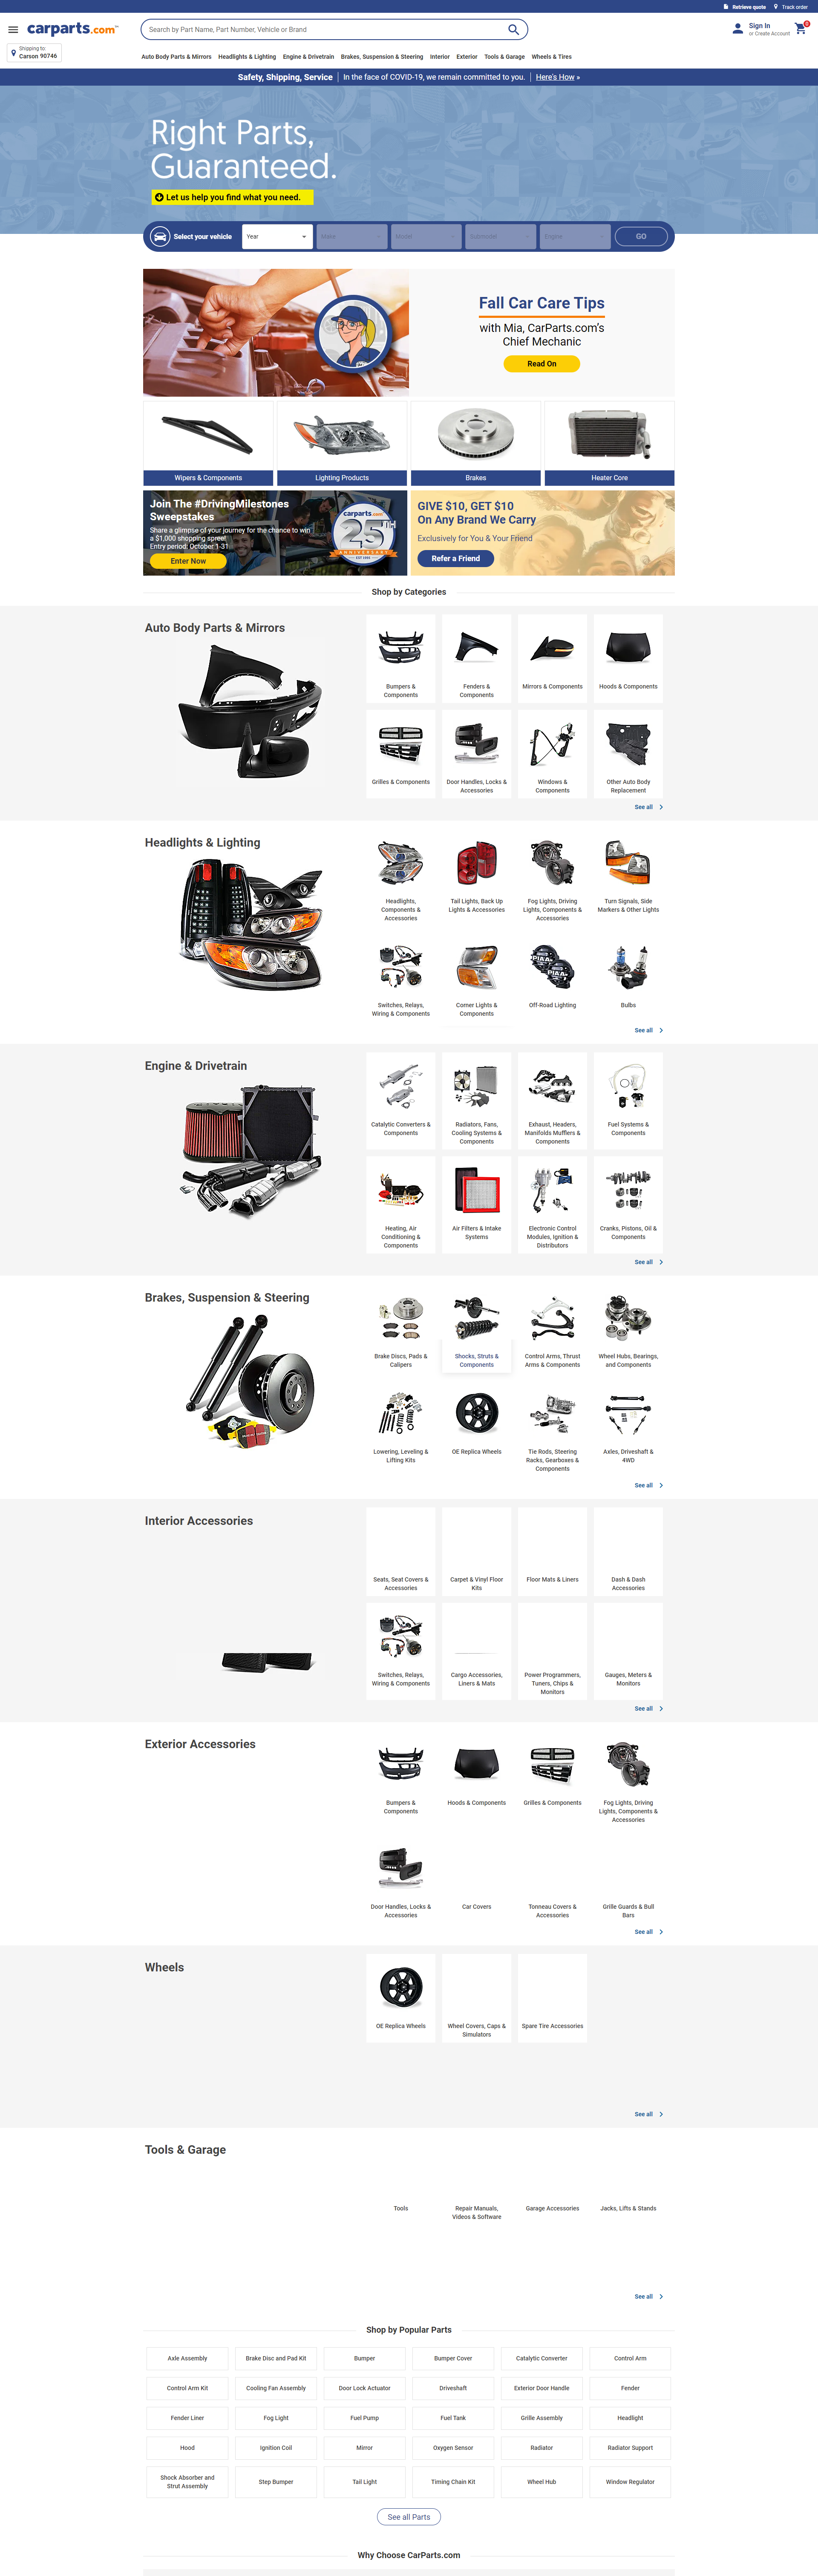 Retrieve quote
Track order
carparts.com
Search by Part Name, Part Number, Vehicle or Brand
Sign In
or Create Account
0
Shipping to:
Carson 90746
Auto Body Parts & Mirrors
Headlights & Lighting
Engine & Drivetrain
Brakes, Suspension & Steering
Interior
Exterior
Tools & Garage
Wheels & Tires
Safety, Shipping, Service
In the face of COVID-19, we remain committed to you.
Here's How »
Right Parts,
Guaranteed.
Let us help you find what you need.
Select your vehicle
Year
Make
Model
Submodel
Engine
GO
Fall Car Care Tips
with Mia, CarParts.com's
Chief Mechanic
Read On
Wipers & Components
Lighting Products
Brakes
Heater Core
Join The #DrivingMilestones
Sweepstakes
Share a glimpse of your journey for the chance to win
a $1,000 shopping spree!
Entry period: October 1-31
Enter Now
carparts.com
25TH
ANNIVERSARY
GIVE $10, GET $10
On Any Brand We Carry
Exclusively for You & Your Friend
Refer a Friend
Shop by Categories
Auto Body Parts & Mirrors
Bumpers &
Components
Fenders &
Components
Mirrors & Components
Hoods & Components
Grilles & Components
Door Handles, Locks &
Accessories
Windows &
Components
Other Auto Body
Replacement
See all
Headlights & Lighting
Headlights,
Components &
Accessories
Tail Lights, Back Up
Lights & Accessories
Fog Lights, Driving
Lights, Components &
Accessories
Turn Signals, Side
Markers & Other Lights
Switches, Relays,
Wiring & Components
Corner Lights &
Components
PIAA
PIAA
Off-Road Lighting
Bulbs
See all
Engine & Drivetrain
Catalytic Converters &
Components
Radiators, Fans,
Cooling Systems &
Components
Exhaust, Headers,
Manifolds Mufflers &
Components
Fuel Systems &
Components
Heating, Air
Conditioning &
Components
Air Filters & Intake
Systems
Electronic Control
Modules, Ignition &
Distributors
Cranks, Pistons, Oil &
Components
See all
Brakes, Suspension & Steering
Brake Discs, Pads &
Calipers
Shocks, Struts &
Components
Control Arms, Thrust
Arms & Components
Wheel Hubs, Bearings,
and Components
Lowering, Leveling &
Lifting Kits
OE Replica Wheels
Tie Rods, Steering
Racks, Gearboxes &
Components
Axles, Driveshaft &
4WD
See all
Interior Accessories
Seats, Seat Covers &
Accessories
Carpet & Vinyl Floor
Kits
Floor Mats & Liners
Dash & Dash
Accessories
Switches, Relays,
Wiring & Components
Cargo Accessories,
Liners & Mats
Power Programmers,
Tuners, Chips &
Monitors
Gauges, Meters &
Monitors
See all
Exterior Accessories
Bumpers &
Components
Hoods & Components
Grilles & Components
Fog Lights, Driving
Lights, Components &
Accessories
Door Handles, Locks &
Accessories
Car Covers
Tonneau Covers &
Accessories
Grille Guards & Bull
Bars
See all
Wheels
OE Replica Wheels
Wheel Covers, Caps &
Simulators
Spare Tire Accessories
See all
Tools & Garage
Tools
Repair Manuals,
Videos & Software
Garage Accessories
Jacks, Lifts & Stands
See all
Shop by Popular Parts
Axle Assembly
Brake Disc and Pad Kit
Bumper
Bumper Cover
Catalytic Converter
Control Arm
Control Arm Kit
Cooling Fan Assembly
Door Lock Actuator
Driveshaft
Exterior Door Handle
Fender
Fender Liner
Fog Light
Fuel Pump
Fuel Tank
Grille Assembly
Headlight
Hood
Ignition Coil
Mirror
Oxygen Sensor
Radiator
Radiator Support
Shock Absorber and
Strut Assembly
Step Bumper
Tail Light
Timing Chain Kit
Wheel Hub
Window Regulator
See all Parts
Why Choose CarParts.com